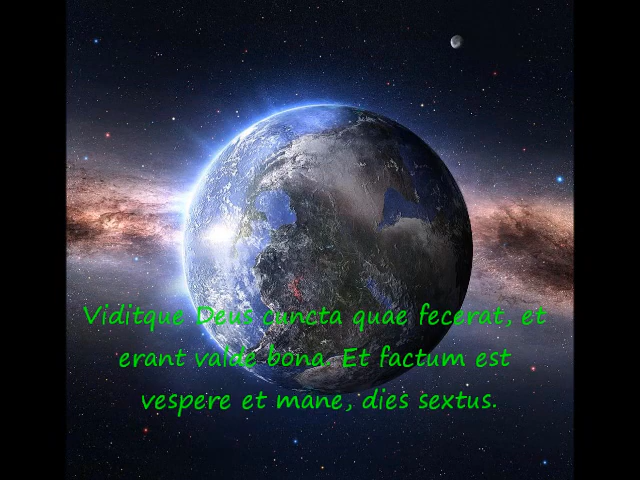 Viditque Deus cuncta quae fecerat, et
erant valde bona. Et factum est
vespere et mane, dies sextus.